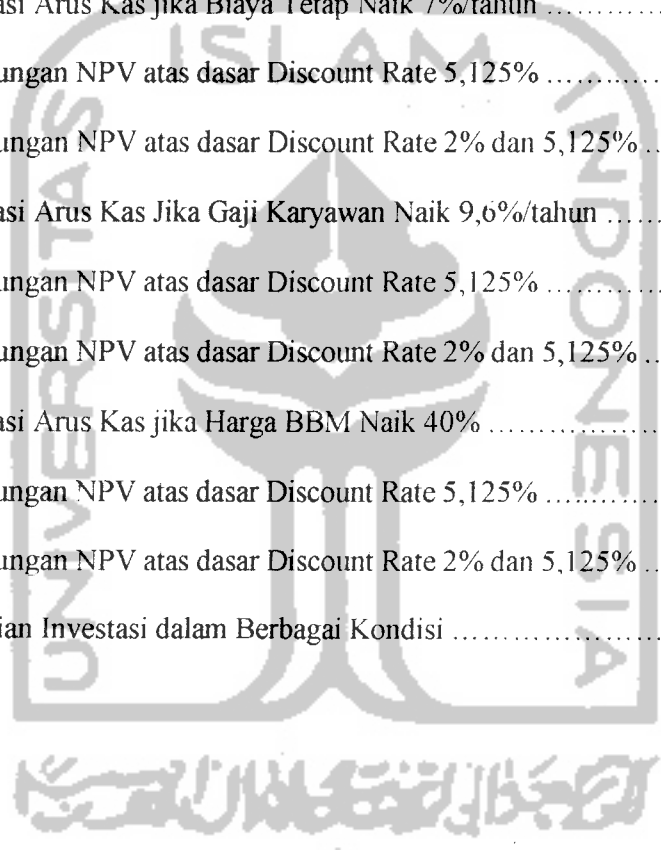 asi Arus Kas jika Biaya Tetap Naik 7%/tahun ............
ISLAM
ungan NPV atas dasar Discount Rate 5,125% ............
ungan NPV atas dasar Discount Rate 2% dan 5,125% ..
asi Arus Kas Jika Gaji Karyawan Naik 9,6%/tahun ......
ungan NPV atas dasar Discount Rate 5,125% ............
ungan NPV atas dasar Discount Rate 2% dan 5,125% ..
asi Arus Kas jika Harga BBM Naik 40% ..................
ungan NPV atas dasar Discount Rate 5,125% ............
ungan NPV atas dasar Discount Rate 2% dan 5,125% ..
ian Investasi dalam Berbagai Kondisi .....................
UNIVERSITAS
INDONESIA